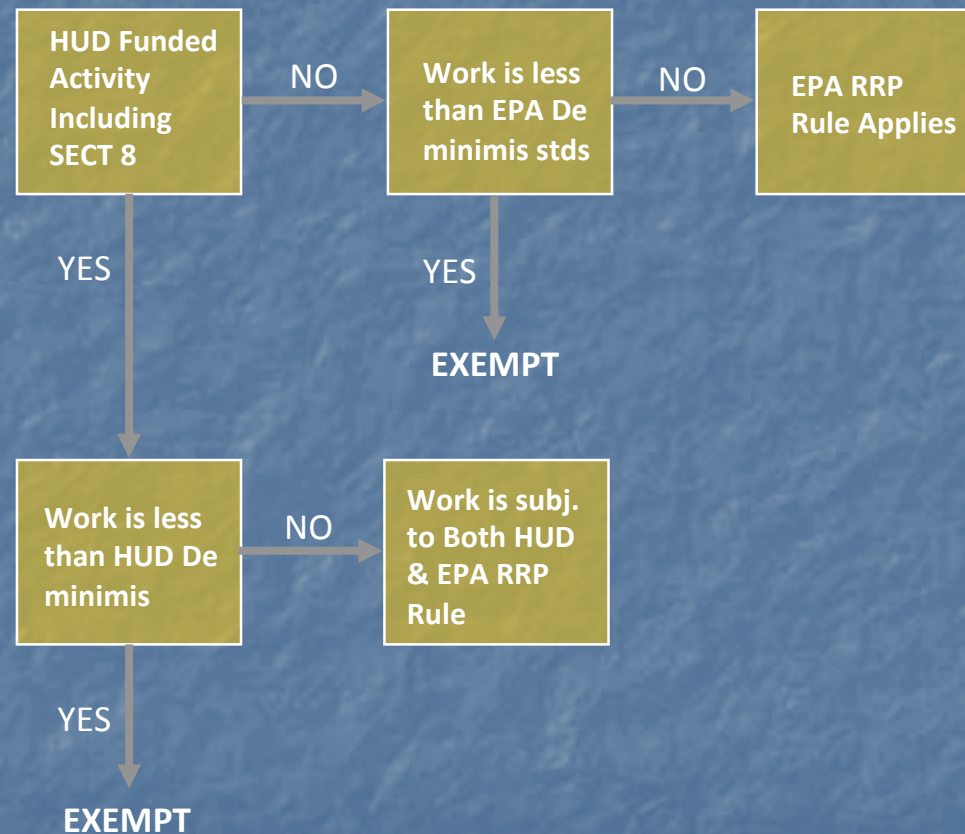 HUD Funded
Activity
Including
SECT 8
NO
Work is less
than EPA De
minimis stds
NO
EPA RRP
Rule Applies
YES
YES
EXEMPT
Work is less
than HUD De
minimis
NO
Work is subj.
to Both HUD
& EPA RRP
Rule
YES
EXEMPT